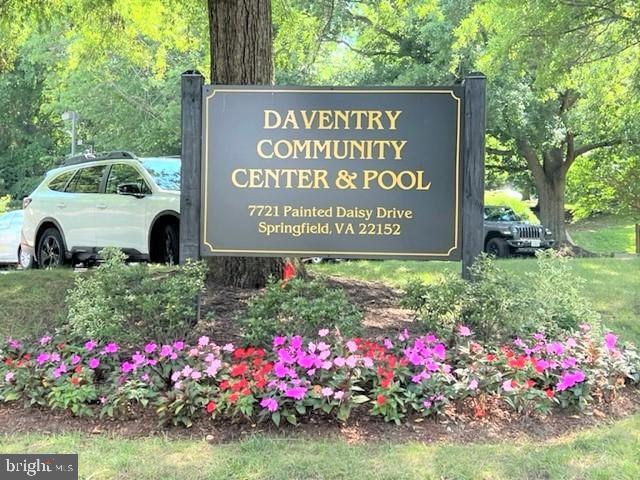 DAVENTRY
COMMUNITY
CENTER & POOL
7721 Painted Daisy Drive
Springfield, VA 22152
bright MLS